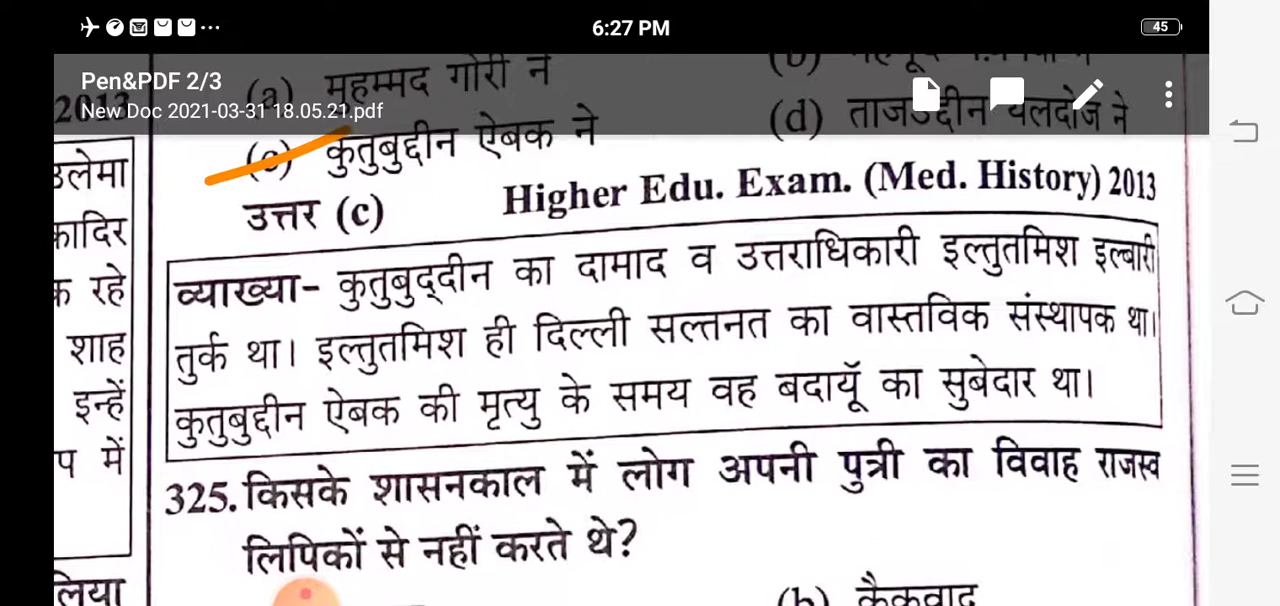 6:27 PM
45
Pen&PDF 2/3
New Doc 2021-03-31 18.05.21.pdf
2013
उलेमा
कादिर
क रहे
शाह
इन्हें
प में
लिया
(a) मुहम्मद गोरी ने
(b)
(c) कुतुबुद्दीन ऐबक ने
(d) ताजउद्दीन यलदोज ने
उत्तर (c)
Higher Edu. Exam. (Med. History) 2013
व्याख्या- कुतुबुद्दीन का दामाद व उत्तराधिकारी इल्तुतमिश इल्बारी
तुर्क था। इल्तुतमिश ही दिल्ली सल्तनत का वास्तविक संस्थापक था।
कुतुबुद्दीन ऐबक की मृत्यु के समय वह बदायूँ का सुबेदार था।
325. किसके शासनकाल में लोग अपनी पुत्री का विवाह राजस्व
लिपिकों से नहीं करते थे?
(b) कैकुवाद